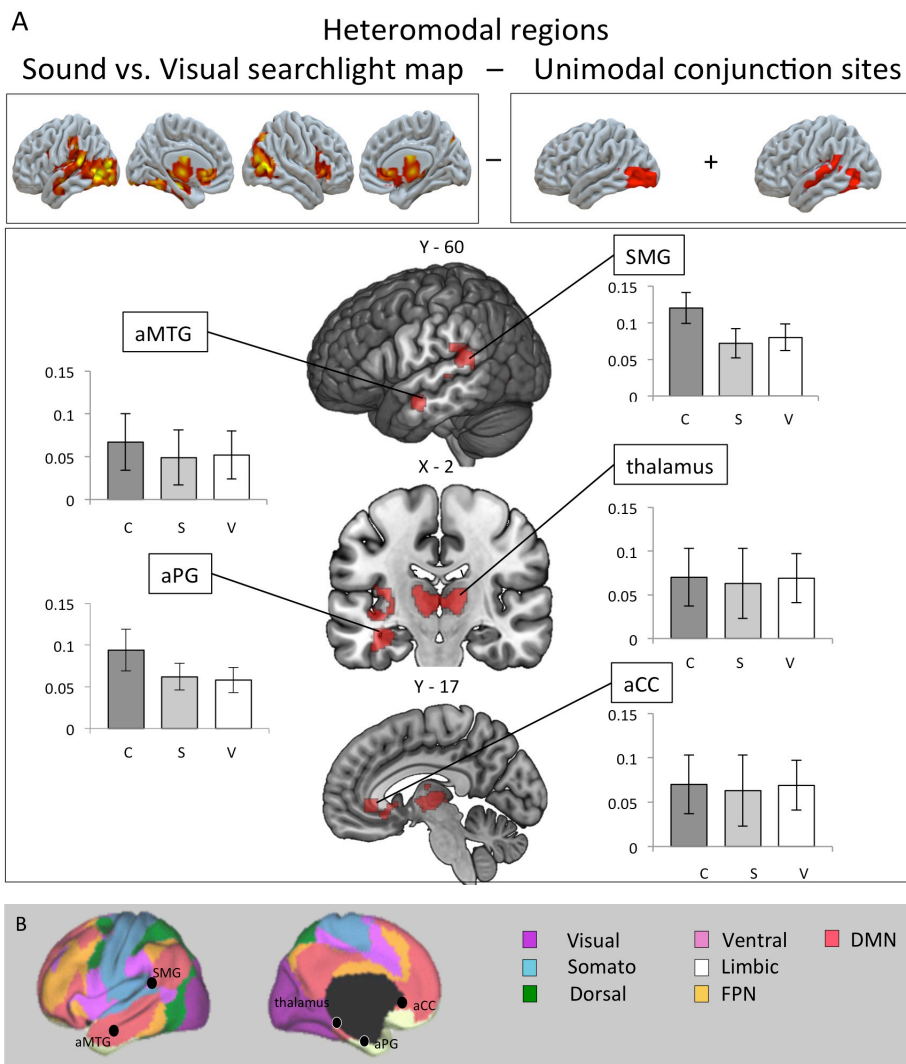 A
Heteromodal regions
Sound vs. Visual searchlight map – Unimodal conjunction sites
–
+
Y - 60
SMG
0.15
0.1
0.05
0
C S V
aMTG
0.15
0.1
0.05
0
C S V
X - 2
thalamus
0.15
0.1
0.05
0
C S V
aPG
0.15
0.1
0.05
0
C S V
Y - 17
aCC
0.15
0.1
0.05
0
C S V
B
SMG
aMTG
thalamus
aCC
aPG
Visual Ventral DMN
Somato Limbic
Dorsal FPN